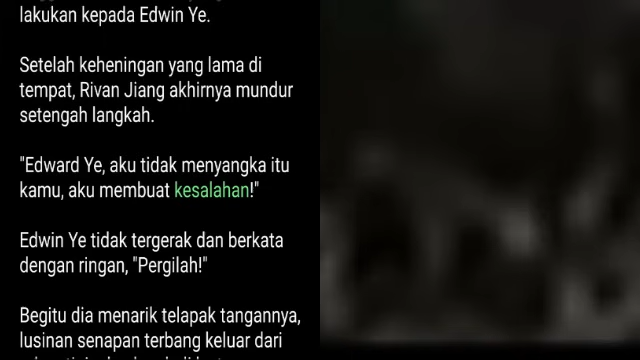 lakukan kepada Edwin Ye.
Setelah keheningan yang lama di
tempat, Rivan Jiang akhirnya mundur
setengah langkah.
"Edward Ye, aku tidak menyangka itu
kamu, aku membuat kesalahan!"
Edwin Ye tidak tergerak dan berkata
dengan ringan, "Pergilah!"
Begitu dia menarik telapak tangannya,
lusinan senapan terbang keluar dari